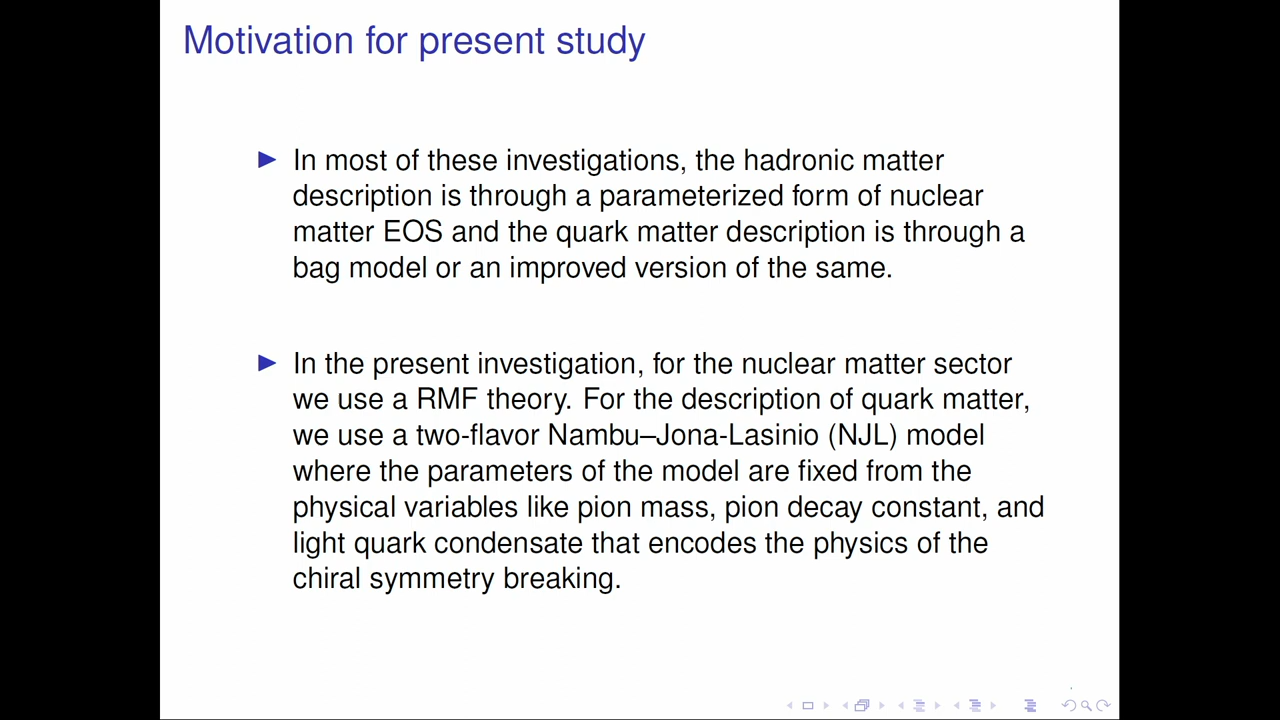 Motivation for present study
In most of these investigations, the hadronic matter
description is through a parameterized form of nuclear
matter EOS and the quark matter description is through a
bag model or an improved version of the same.
In the present investigation, for the nuclear matter sector
we use a RMF theory. For the description of quark matter,
we use a two-flavor Nambu–Jona-Lasinio (NJL) model
where the parameters of the model are fixed from the
physical variables like pion mass, pion decay constant, and
light quark condensate that encodes the physics of the
chiral symmetry breaking.